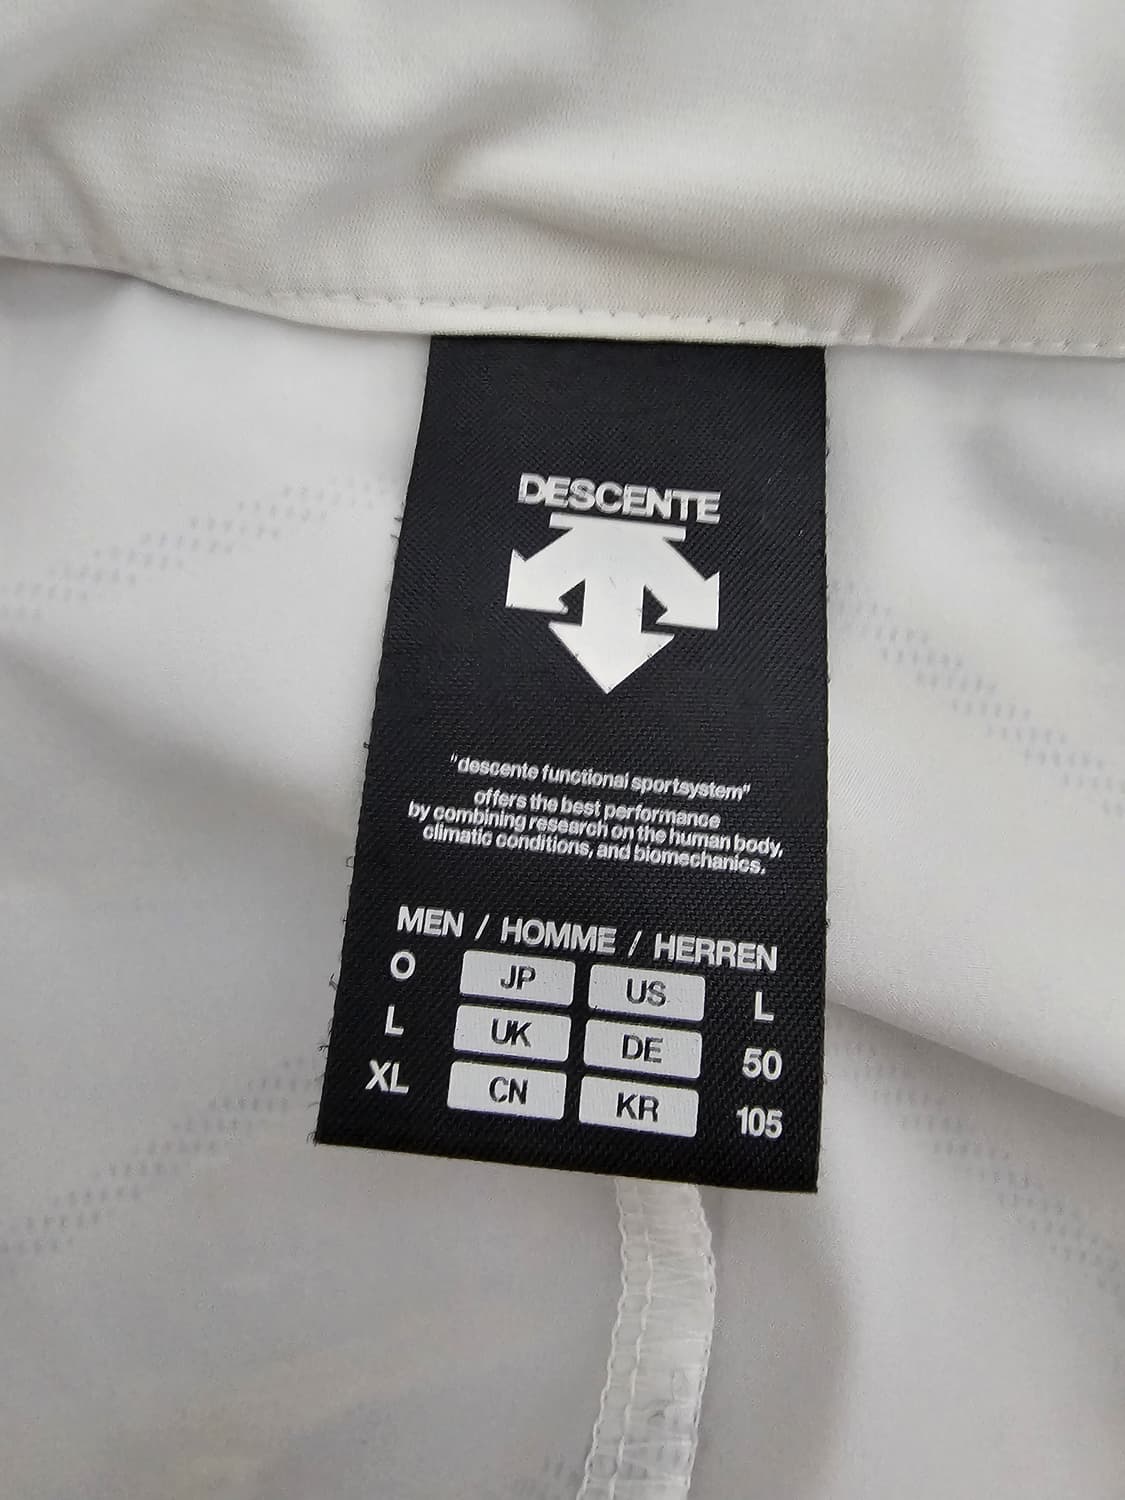 DESCENTE
"descente functional sportsystem"
offers the best performance
by combining research on the human body,
climatic conditions, and biomechanics.
MEN / HOMME / HERREN
O JP US L
L UK DE 50
XL CN KR 105